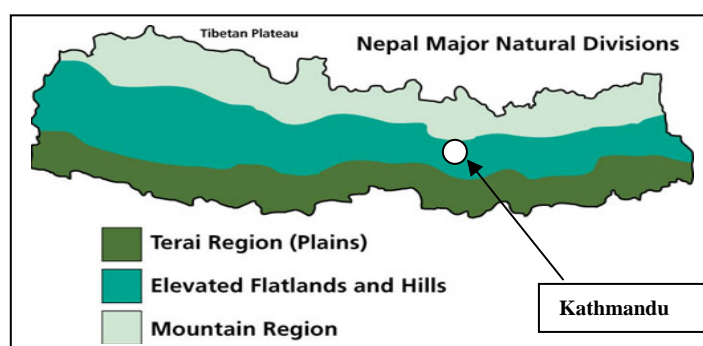 Tibetan Plateau
Nepal Major Natural Divisions
Terai Region (Plains)
Elevated Flatlands and Hills
Mountain Region
Kathmandu